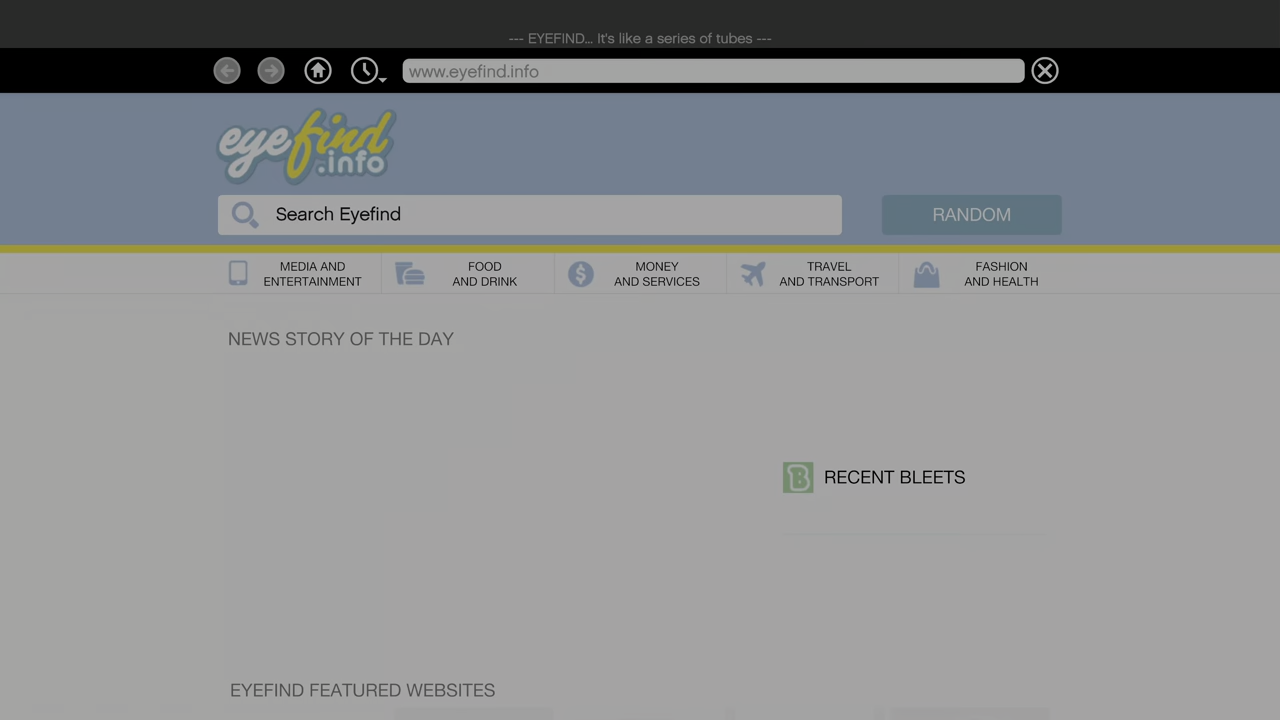 --- EYEFIND... It's like a series of tubes ---
www.eyefind.info
eyefind
.info
Search Eyefind
RANDOM
MEDIA AND
ENTERTAINMENT
FOOD
AND DRINK
MONEY
AND SERVICES
TRAVEL
AND TRANSPORT
FASHION
AND HEALTH
NEWS STORY OF THE DAY
B
RECENT BLEETS
EYEFIND FEATURED WEBSITES